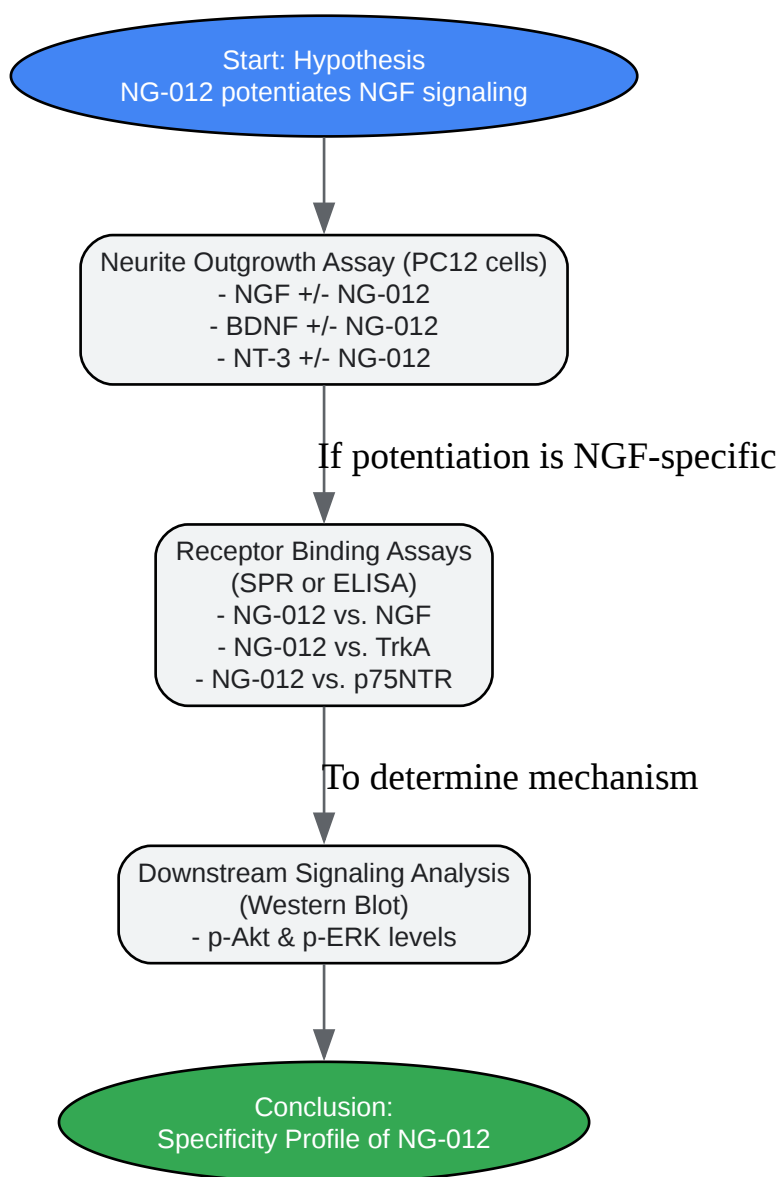 Start: Hypothesis
NG-012 potentiates NGF signaling
Neurite Outgrowth Assay (PC12 cells)
- NGF +/- NG-012
- BDNF +/- NG-012
- NT-3 +/- NG-012
If potentiation is NGF-specific
Receptor Binding Assays
(SPR or ELISA)
- NG-012 vs. NGF
- NG-012 vs. TrkA
- NG-012 vs. p75NTR
To determine mechanism
Downstream Signaling Analysis
(Western Blot)
- p-Akt & p-ERK levels
Conclusion:
Specificity Profile of NG-012